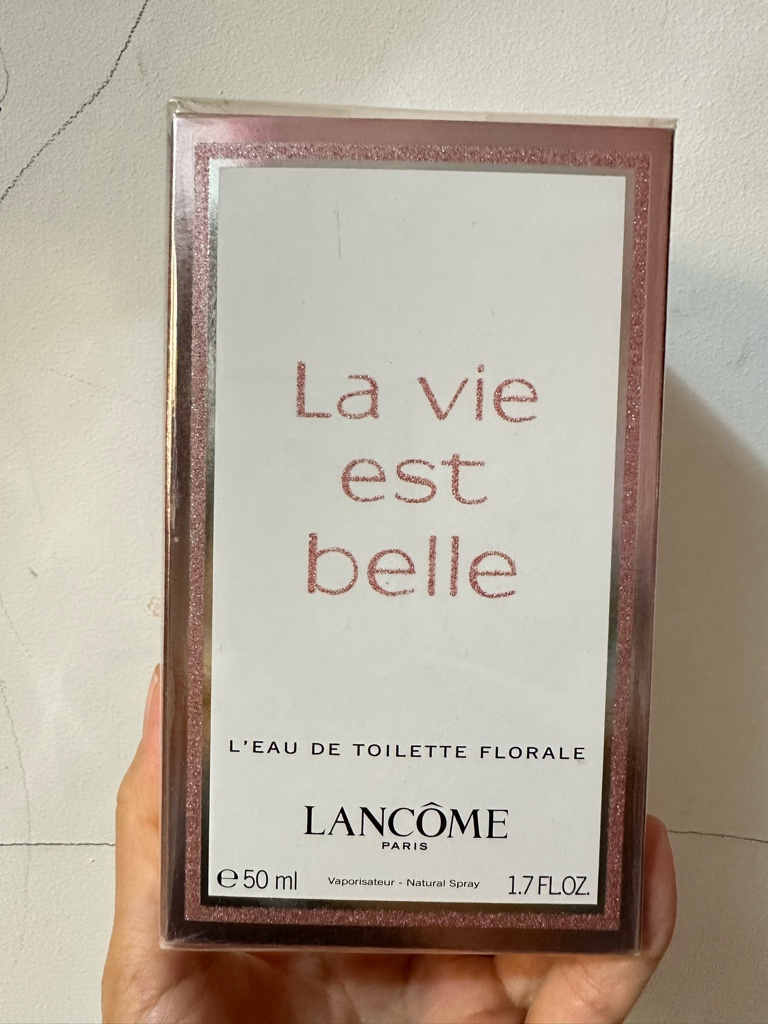 La vie
est
belle
L'EAU DE TOILETTE FLORALE
LANCÔME
PARIS
℮ 50 ml Vaporisateur - Natural Spray 1.7 FL.OZ.